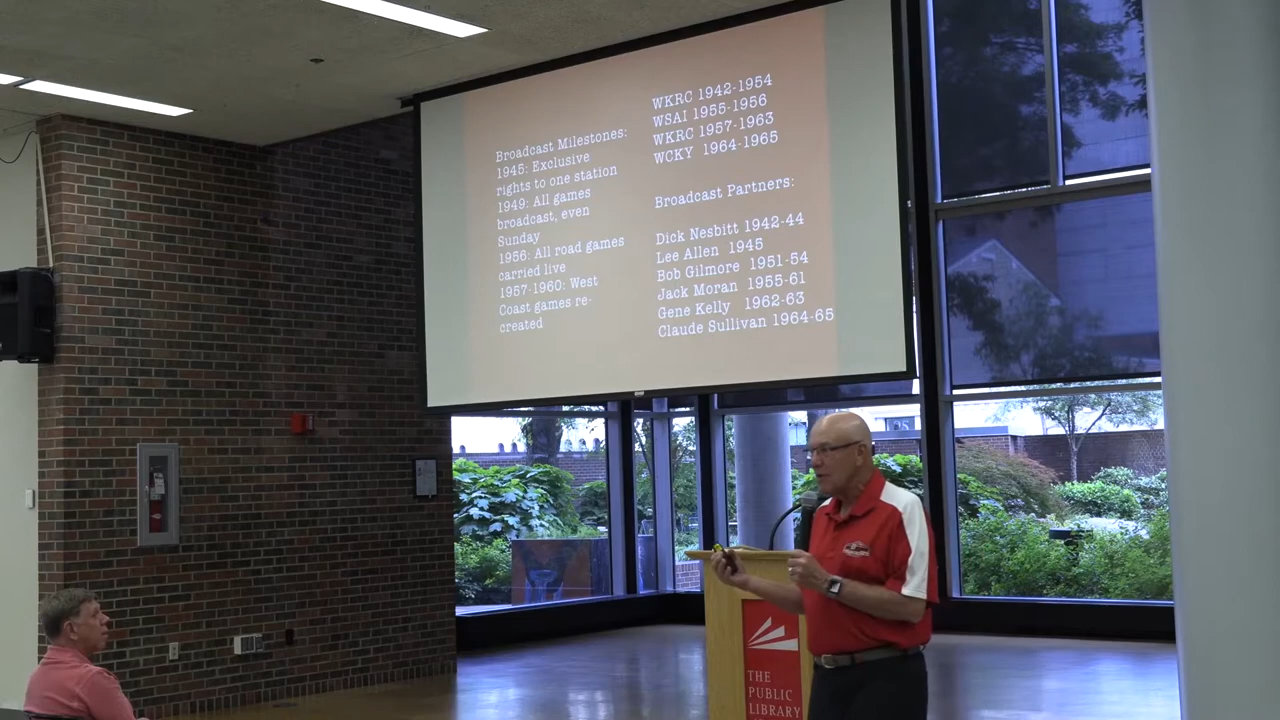 Broadcast Milestones:
1945: Exclusive
rights to one station
1949: All games
broadcast, even
Sunday
1956: All road games
carried live
1957-1960: West
Coast games re-
created
WKRC 1942-1954
WSAI 1955-1956
WKRC 1957-1963
WCKY 1964-1965
Broadcast Partners:
Dick Nesbitt 1942-44
Lee Allen 1945
Bob Gilmore 1951-54
Jack Moran 1955-61
Gene Kelly 1962-63
Claude Sullivan 1964-65
THE
PUBLIC
LIBRARY